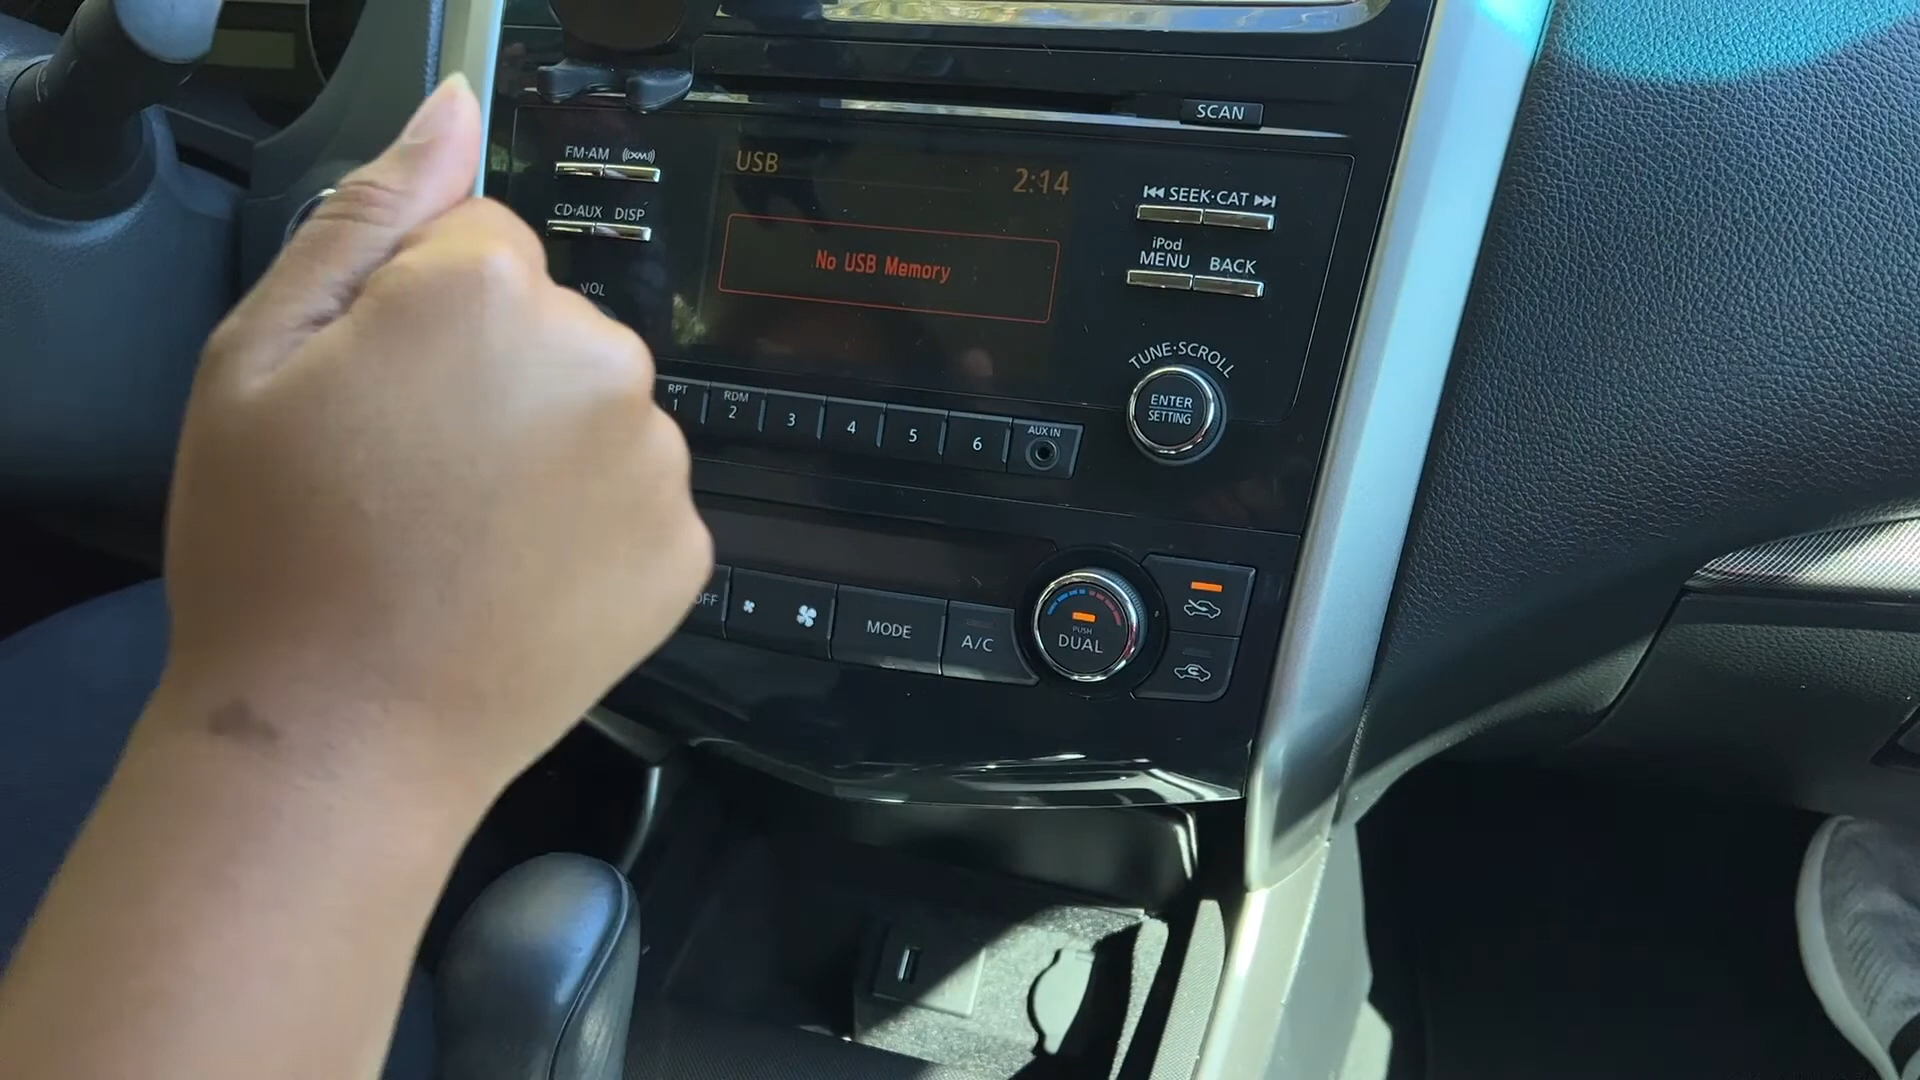 SCAN
FM·AM ((XM))
USB
2:14
SEEK·CAT
CD·AUX DISP
iPod
MENU BACK
No USB Memory
VOL
TUNE·SCROLL
ENTER
SETTING
RPT
1
RDM
2
3
4
5
6
AUX IN
OFF
MODE
A/C
PUSH
DUAL